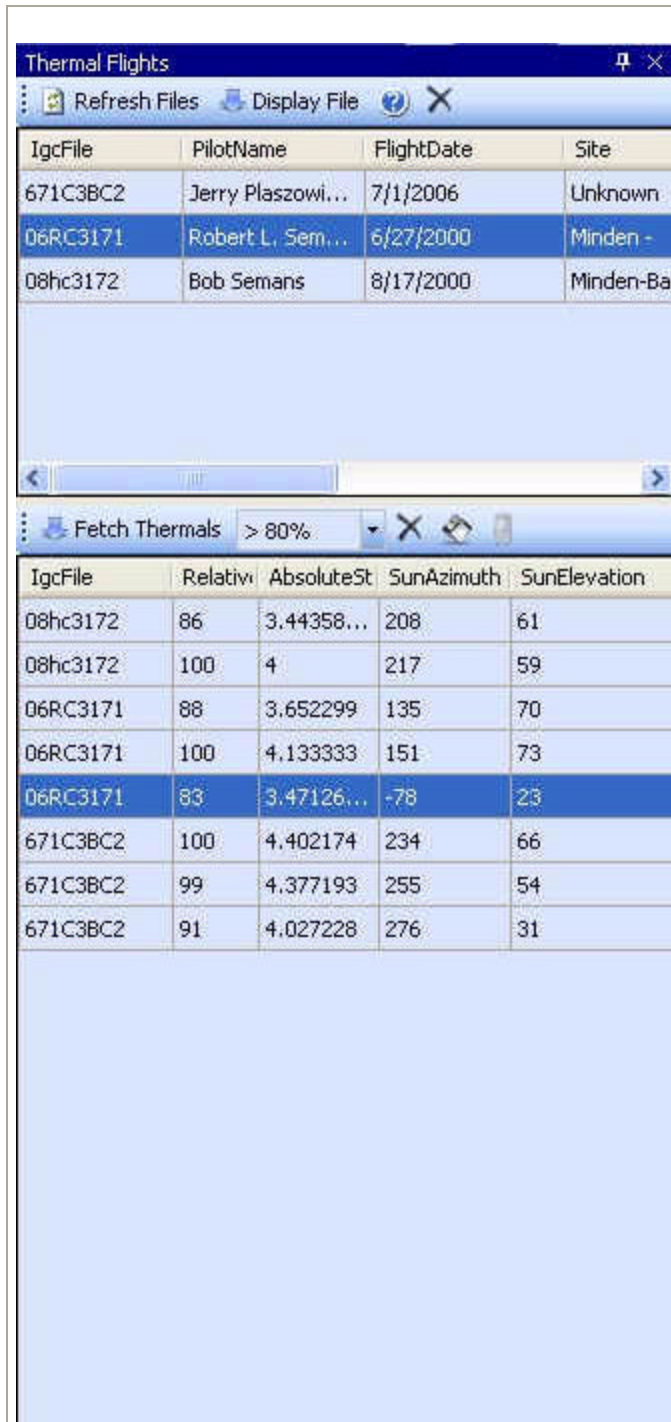 Thermal Flights
Refresh Files Display File
IgcFile PilotName FlightDate Site
671C3BC2 Jerry Plaszowi... 7/1/2006 Unknown
06RC3171 Robert L. Sem... 6/27/2000 Minden -
08hc3172 Bob Semans 8/17/2000 Minden-Ba
Fetch Thermals > 80%
IgcFile Relativ AbsoluteSt SunAzimuth SunElevation
08hc3172 86 3.44358... 208 61
08hc3172 100 4 217 59
06RC3171 88 3.652299 135 70
06RC3171 100 4.133333 151 73
06RC3171 83 3.47126... -78 23
671C3BC2 100 4.402174 234 66
671C3BC2 99 4.377193 255 54
671C3BC2 91 4.027228 276 31